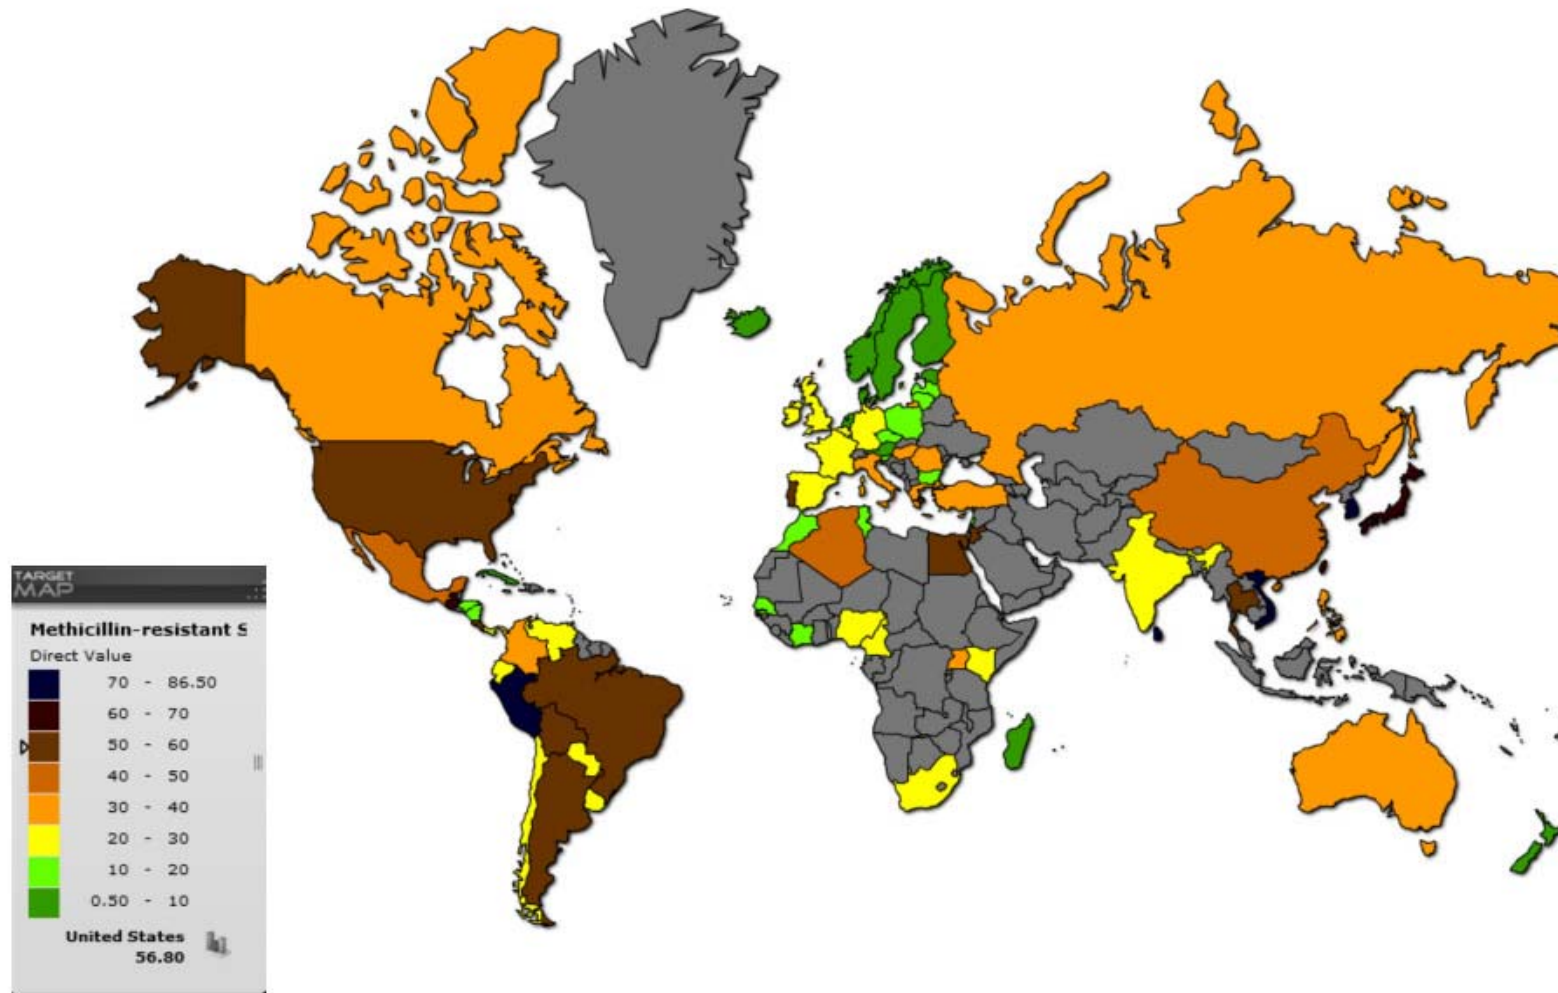 TARGET
MAP
Methicillin-resistant S
Direct Value
70 - 86.50
60 - 70
50 - 60
40 - 50
30 - 40
20 - 30
10 - 20
0.50 - 10
United States
56.80